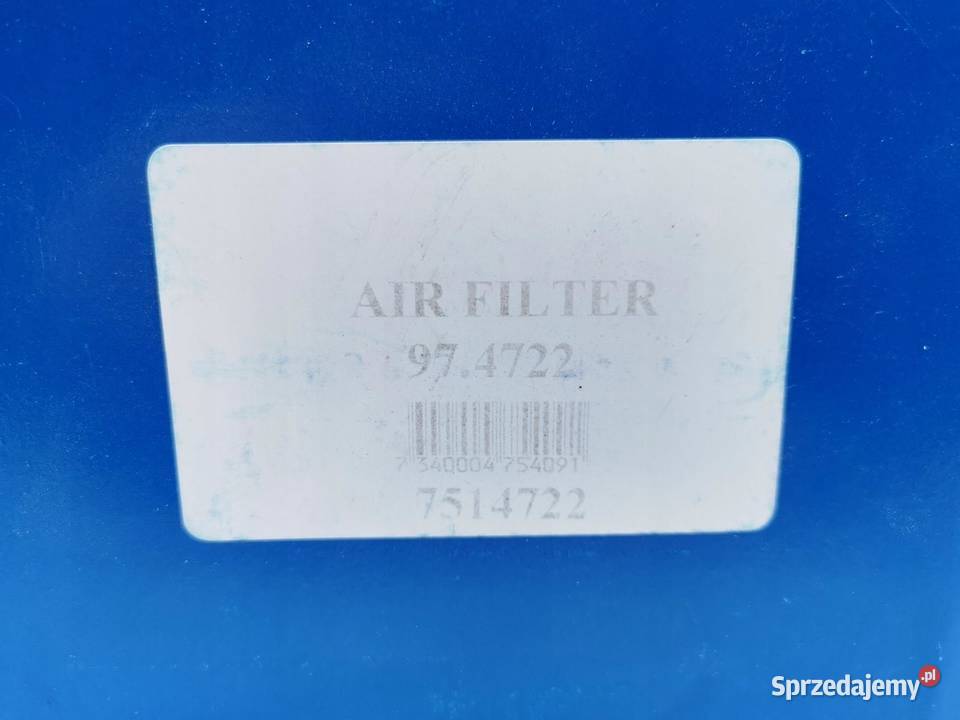 AIR FILTER
97.4722
7 340004 754091
7514722
Sprzedajemy.pl